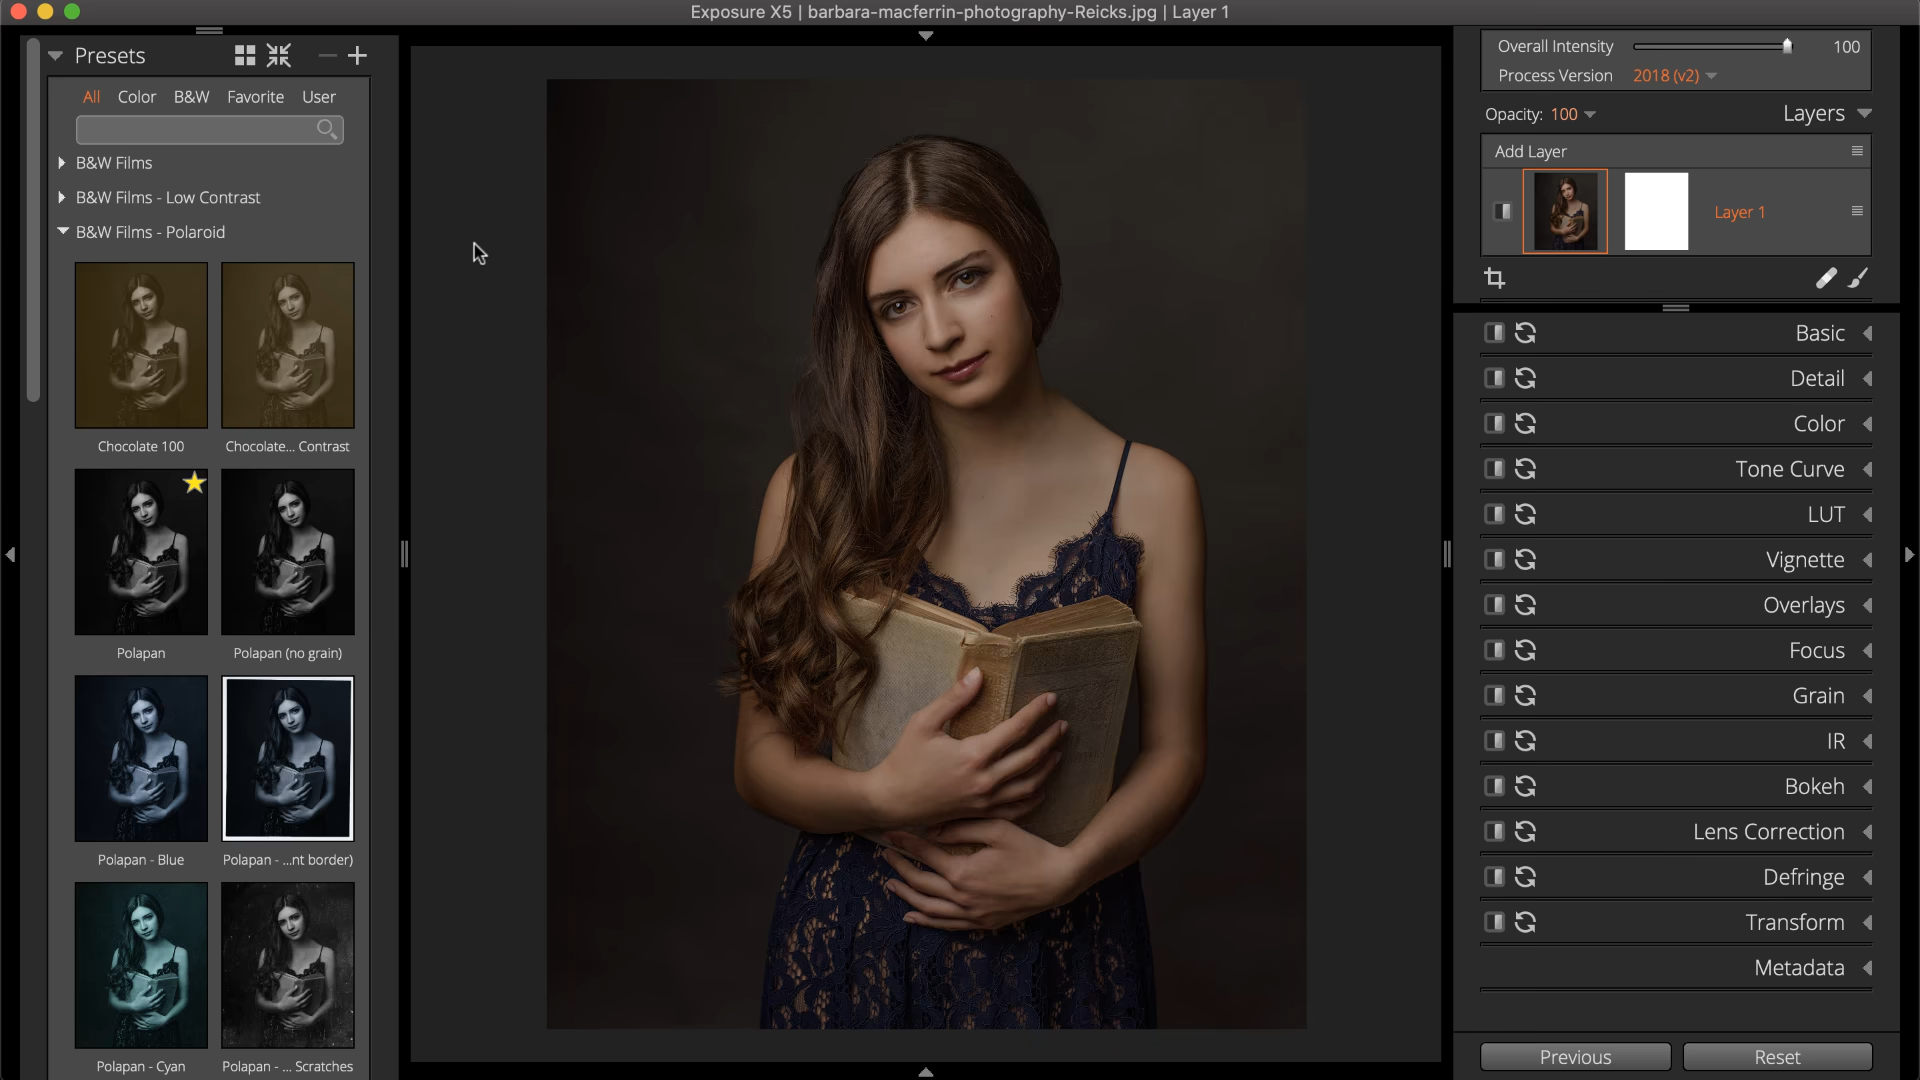 Exposure X5 | barbara-macferrin-photography-Reicks.jpg | Layer 1
Presets
All Color B&W Favorite User
B&W Films
B&W Films - Low Contrast
B&W Films - Polaroid
Chocolate 100
Chocolate... Contrast
Polapan
Polapan (no grain)
Polapan - Blue
Polapan - ...nt border)
Polapan - Cyan
Polapan - ... Scratches
Overall Intensity 100
Process Version 2018 (v2)
Opacity: 100 Layers
Add Layer
Layer 1
Basic
Detail
Color
Tone Curve
LUT
Vignette
Overlays
Focus
Grain
IR
Bokeh
Lens Correction
Defringe
Transform
Metadata
Previous Reset